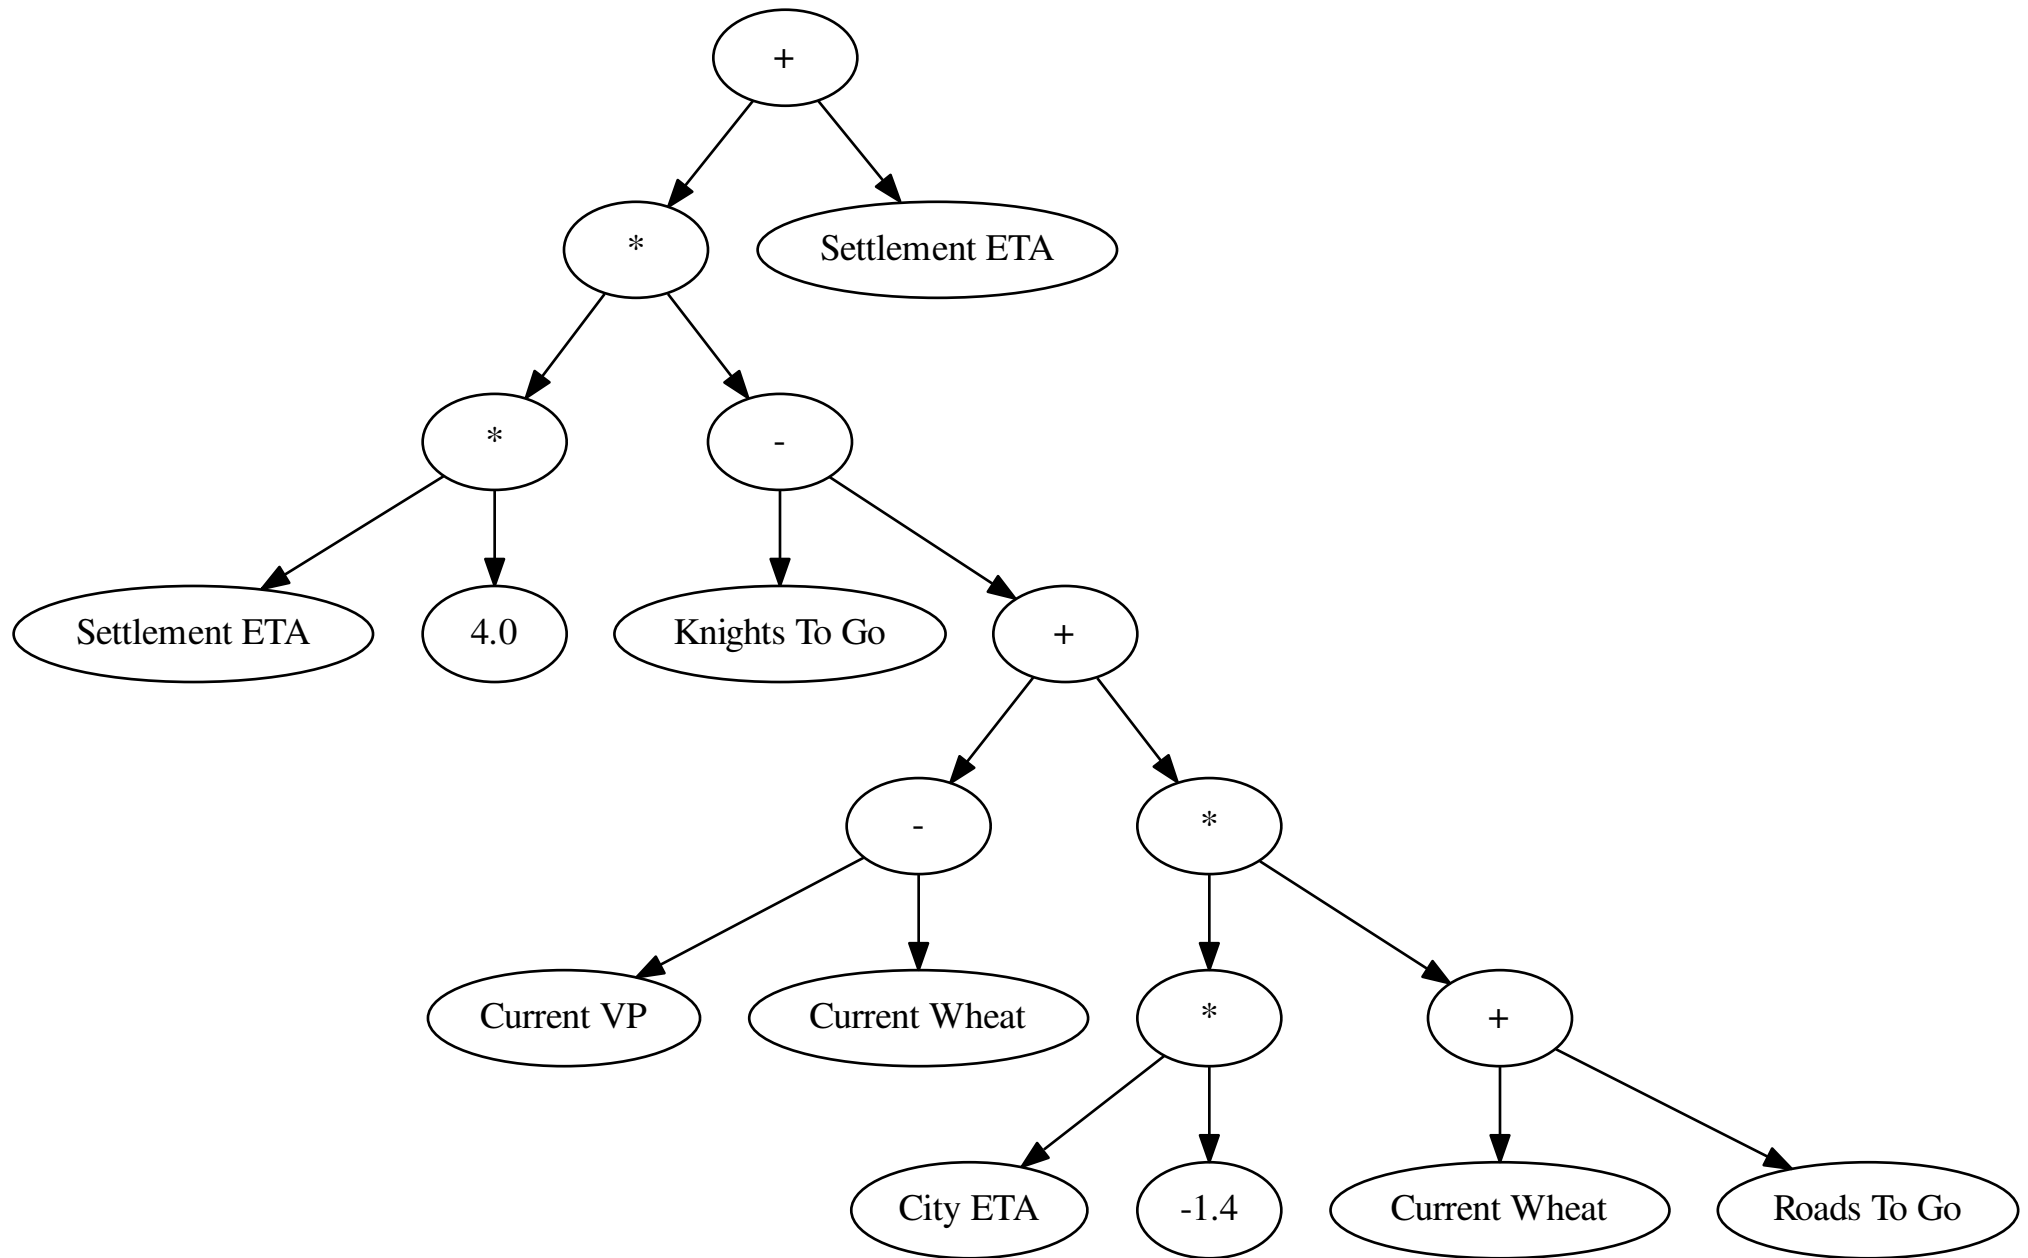 +
*
Settlement ETA
*
-
Settlement ETA
4.0
Knights To Go
+
-
*
Current VP
Current Wheat
*
+
City ETA
-1.4
Current Wheat
Roads To Go